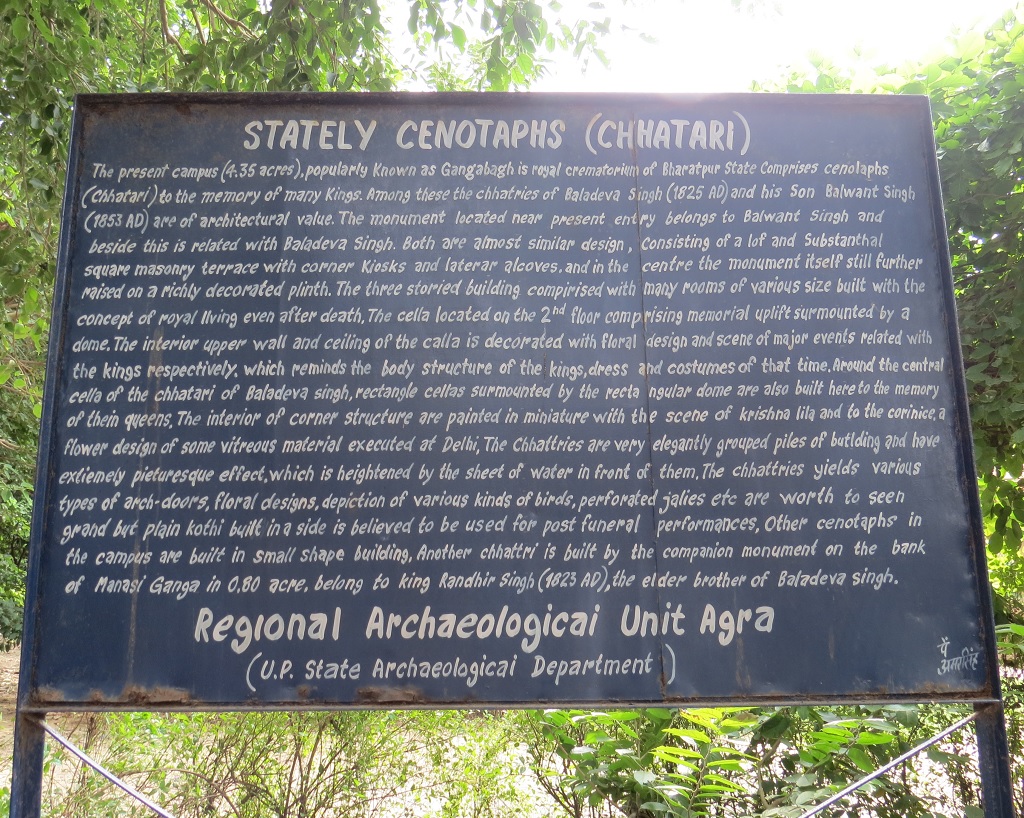 STATELY CENOTAPHS (CHHATARI)
The present campus (4.35 acres), popularly Known as Gangabagh is royal crematorium of Bharatpur State Comprises cenolaphs
(Chhatari) to the memory of many Kings. Among these the chhatries of Baladeva Singh (1825 AD) and his Son Balwant Singh
(1853 AD) are of architectural value. The monument located near present entry belongs to Balwant Singh and
beside this is related with Baladeva Singh. Both are almost similar design, Consisting of a lof and Substanthal
square masonry terrace with corner Kiosks and laterar alcoves, and in the centre the monument itself still further
raised on a richly decorated plinth. The three storied building compirised with many rooms of various size built with the
concept of royal living even after death. The cella located on the 2nd floor comprising memorial uplift surmounted by a
dome. The interior upper wall and ceiling of the calla is decorated with floral design and scene of major events related with
the kings respectively. which reminds the body structure of the kings, dress and costumes of that time. Around the central
cella of the chhatari of Baladeva singh, rectangle cellas surmounted by the recta ngular dome are also built here to the memory
of thein queens. The interior of corner structure are painted in miniature with the scene of krishna lila and to the corinice, a
flower design of some vitreous material executed at Delhi, The Chhattries are very elegantly grouped piles of butlding and have
extiemely picturesque effect, which is heightened by the sheet of water in front of them. The chhattries yields various
types of arch-doors, floral designs, depiction of various kinds of birds, perforated jalies etc are worth to seen
grand but plain kothi built in a side is believed to be used for post funeral performances, Other cenotaphs in
the campus are built in small shape building, Another chhattri is built by the companion monument on the bank
of Manasi Ganga in 0.80 acre. belong to king Randhir Singh (1823 AD), the elder brother of Baladeva singh.
Regional Archaeologicai Unit Agra
(U.P. State Archaeologicai Department)
पें
अमरसिंह